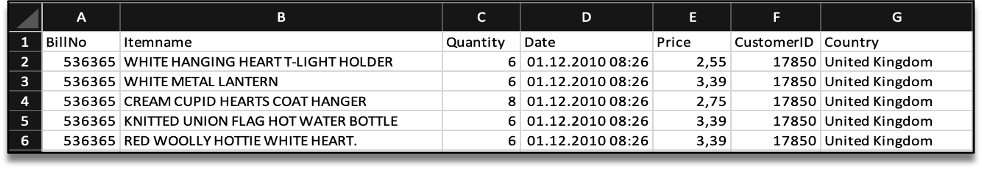 A B C D E F G
1 BillNo Itemname Quantity Date Price CustomerID Country
2 536365 WHITE HANGING HEART T-LIGHT HOLDER 6 01.12.2010 08:26 2,55 17850 United Kingdom
3 536365 WHITE METAL LANTERN 6 01.12.2010 08:26 3,39 17850 United Kingdom
4 536365 CREAM CUPID HEARTS COAT HANGER 8 01.12.2010 08:26 2,75 17850 United Kingdom
5 536365 KNITTED UNION FLAG HOT WATER BOTTLE 6 01.12.2010 08:26 3,39 17850 United Kingdom
6 536365 RED WOOLLY HOTTIE WHITE HEART. 6 01.12.2010 08:26 3,39 17850 United Kingdom